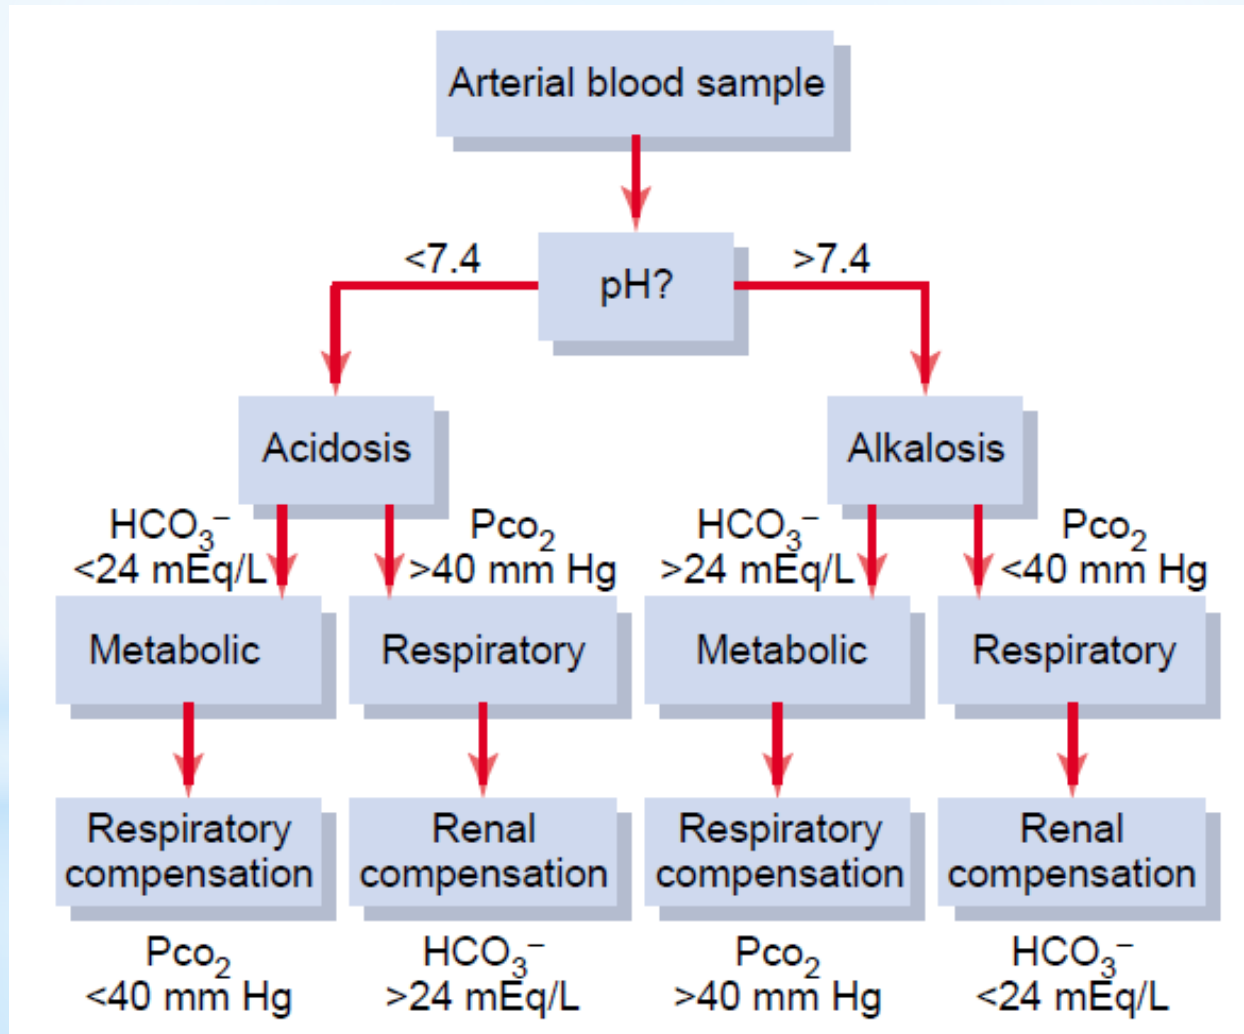 Arterial blood sample
<7.4
pH?
>7.4
Acidosis
Alkalosis
HCO₃⁻
<24 mEq/L
Pco₂
>40 mm Hg
HCO₃⁻
>24 mEq/L
Pco₂
<40 mm Hg
Metabolic
Respiratory
Metabolic
Respiratory
Respiratory
compensation
Renal
compensation
Respiratory
compensation
Renal
compensation
Pco₂
<40 mm Hg
HCO₃⁻
>24 mEq/L
Pco₂
>40 mm Hg
HCO₃⁻
<24 mEq/L